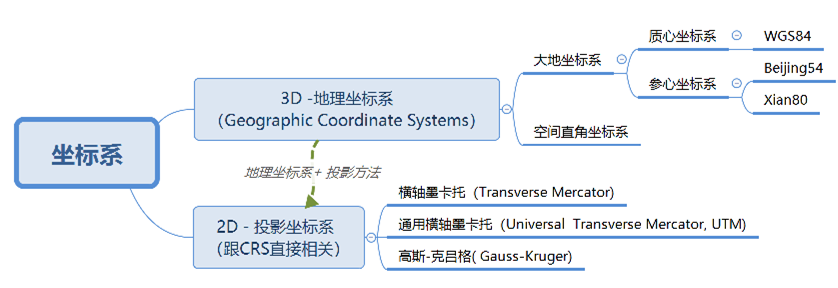 坐标系
3D -地理坐标系
（Geographic Coordinate Systems）
大地坐标系
质心坐标系
WGS84
参心坐标系
Beijing54
Xian80
空间直角坐标系
地理坐标系+ 投影方法
2D - 投影坐标系
（跟CRS直接相关）
横轴墨卡托（Transverse Mercator)
通用横轴墨卡托（Universal Transverse Mercator, UTM)
高斯-克吕格( Gauss-Kruger)